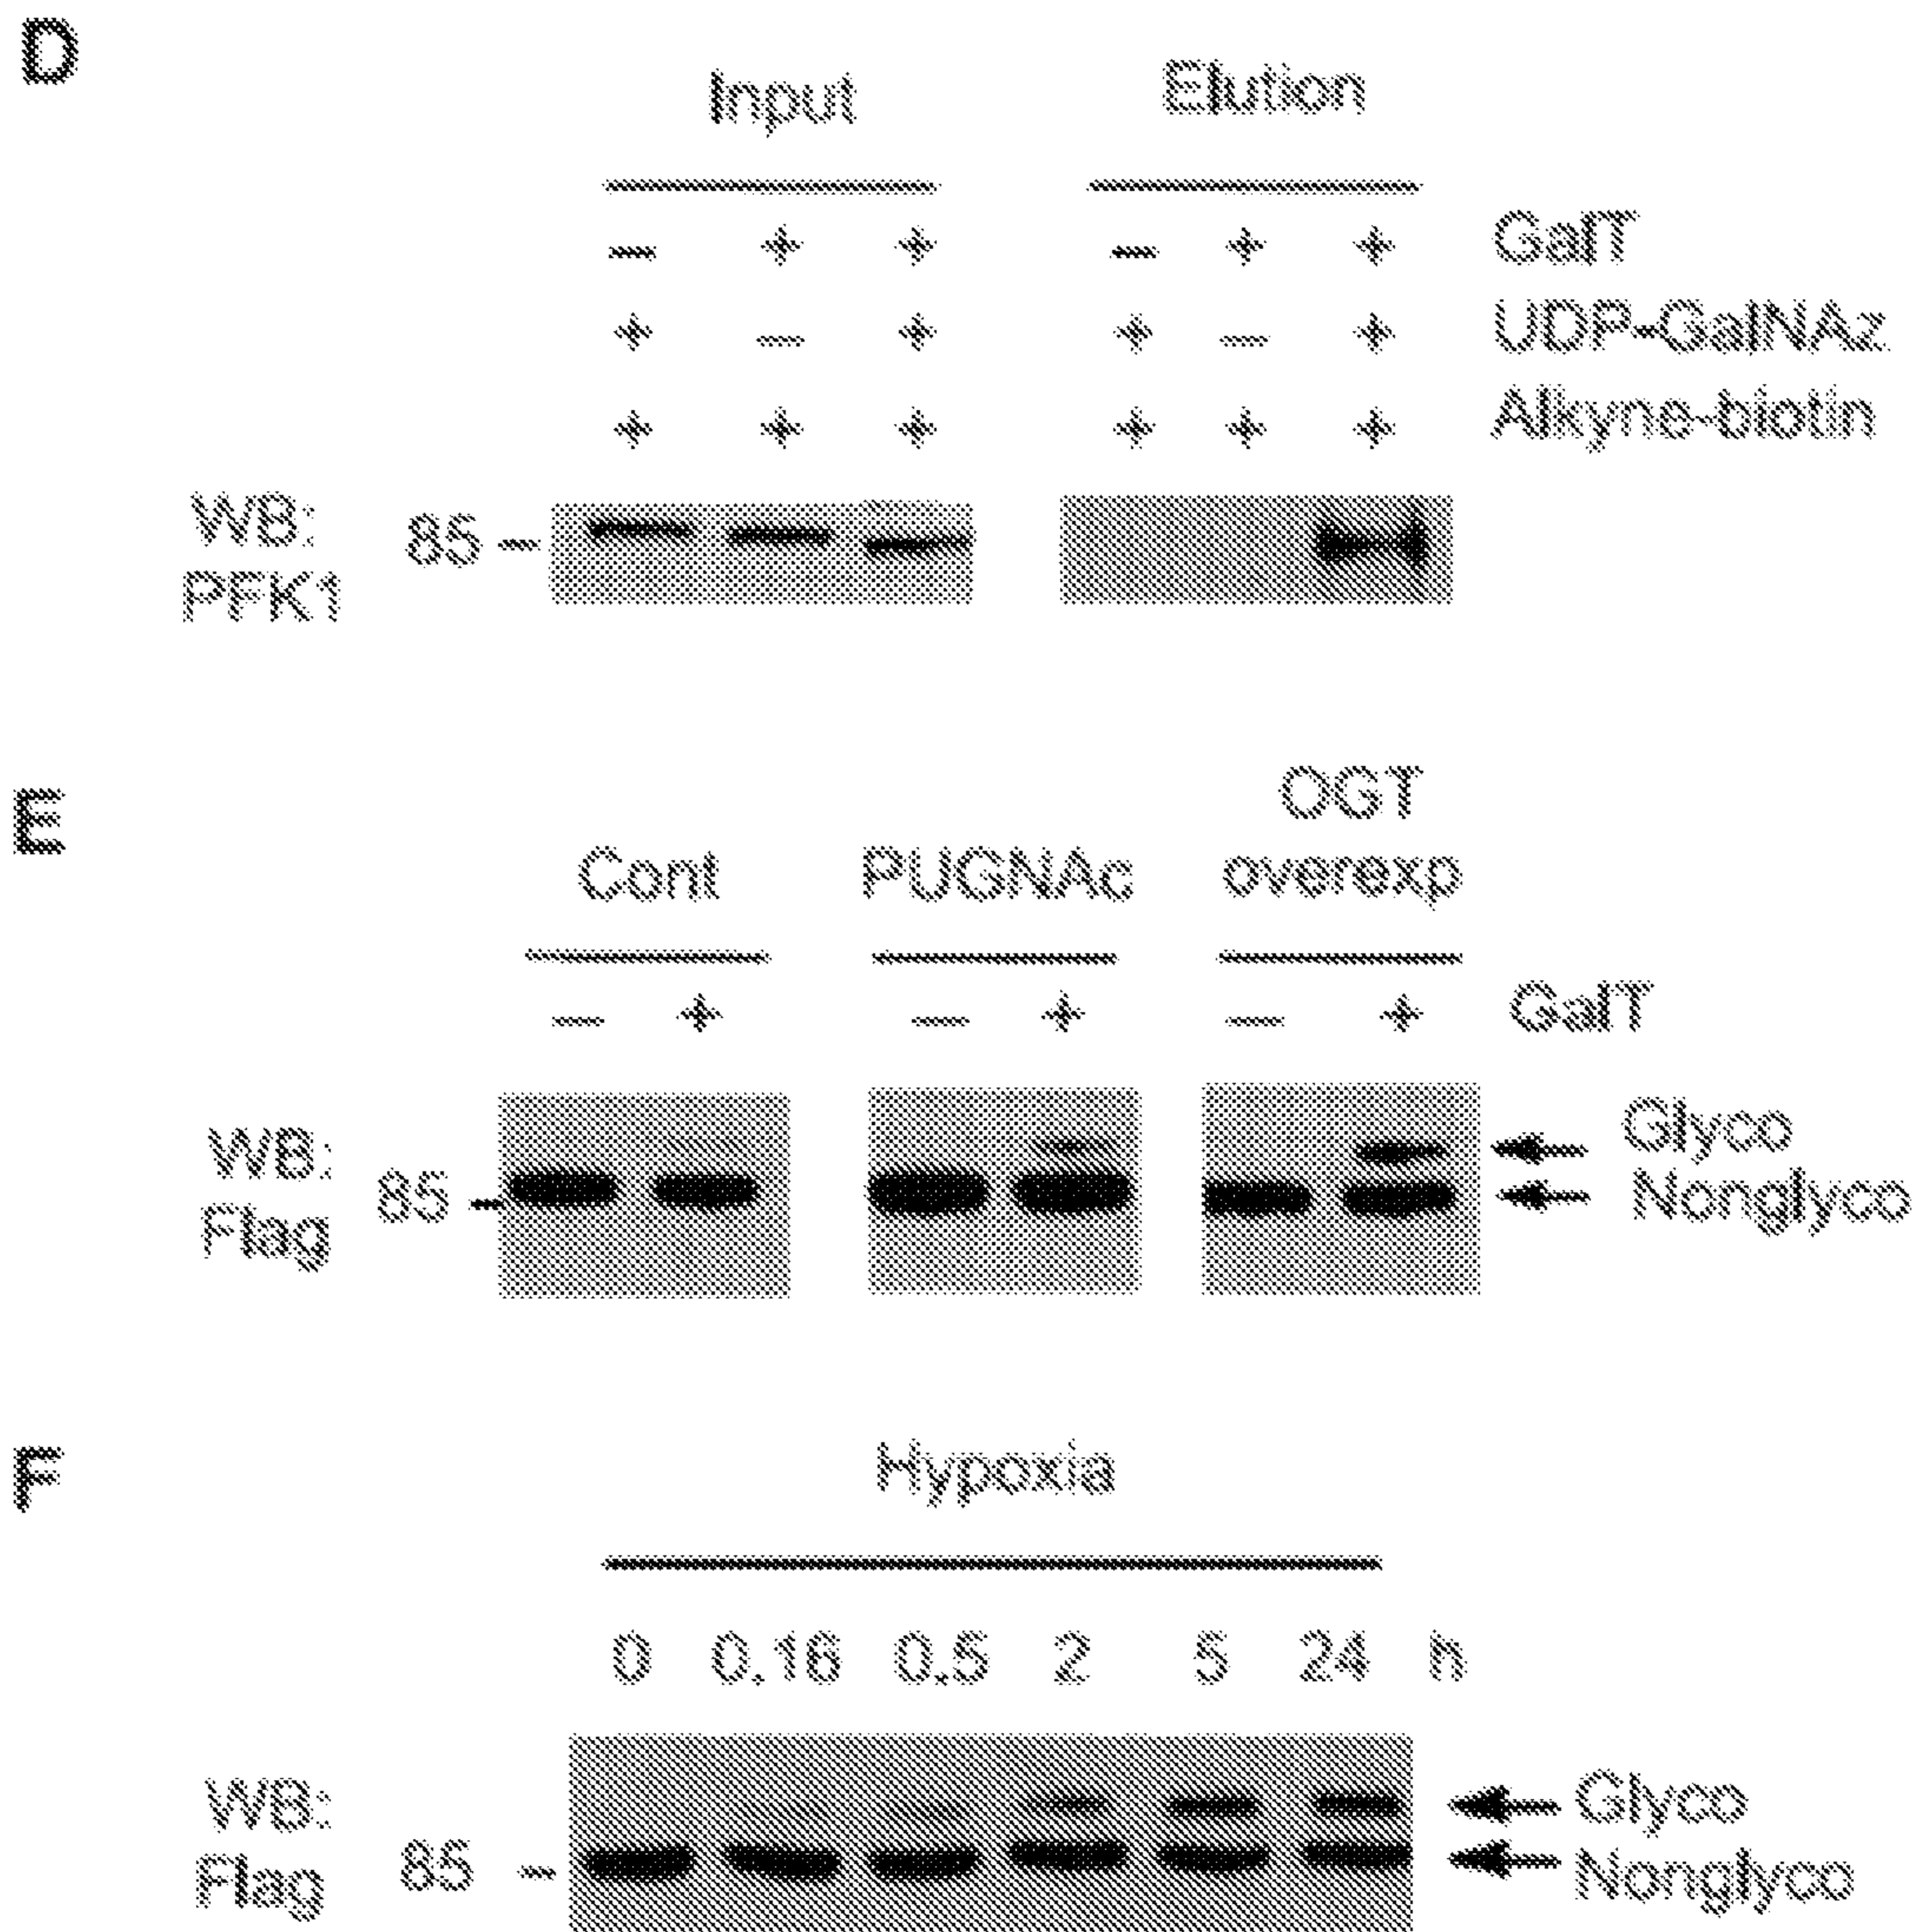 D
Input Elution
− + + − + + GalT
+ − + + − + UDP-GalNAz
+ + + + + + Alkyne-biotin
WB:
PFK1
85
E
Cont PUGNAc OGT
overexp
− + − + − + GalT
WB:
Flag
85
Glyco
Nonglyco
F
Hypoxia
0 0.16 0.5 2 5 24 h
WB:
Flag
85
Glyco
Nonglyco